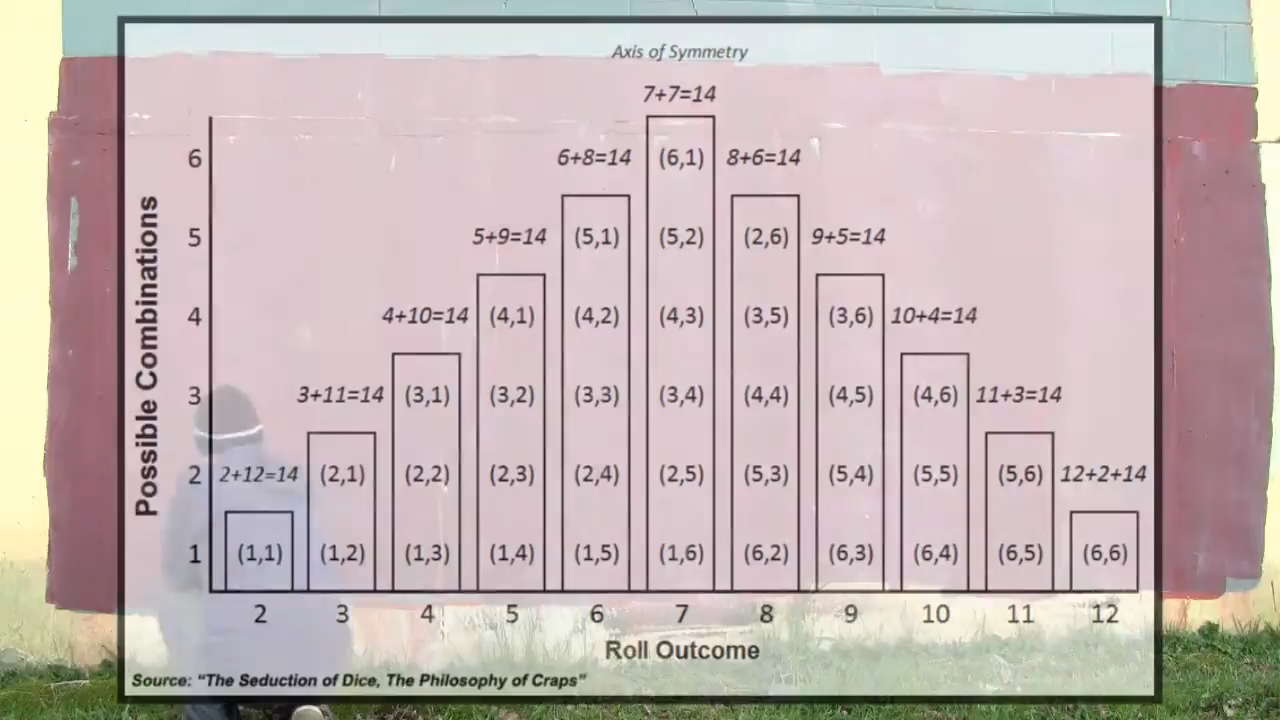 Axis of Symmetry
7+7=14
6 6+8=14 (6,1) 8+6=14
5 5+9=14 (5,1) (5,2) (2,6) 9+5=14
4 4+10=14 (4,1) (4,2) (4,3) (3,5) (3,6) 10+4=14
3 3+11=14 (3,1) (3,2) (3,3) (3,4) (4,4) (4,5) (4,6) 11+3=14
2 2+12=14 (2,1) (2,2) (2,3) (2,4) (2,5) (5,3) (5,4) (5,5) (5,6) 12+2+14
1 (1,1) (1,2) (1,3) (1,4) (1,5) (1,6) (6,2) (6,3) (6,4) (6,5) (6,6)
2 3 4 5 6 7 8 9 10 11 12
Possible Combinations
Roll Outcome
Source: “The Seduction of Dice, The Philosophy of Craps”